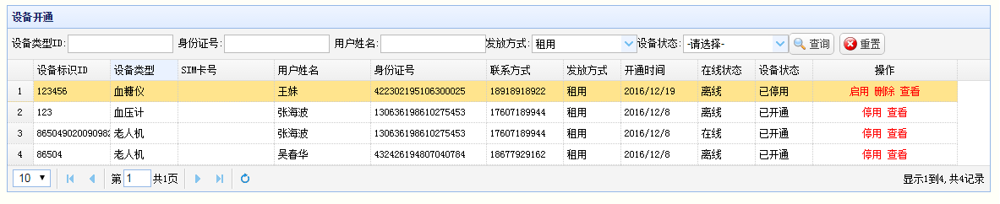 设备开通
设备类型ID: 身份证号: 用户姓名: 发放方式: 租用 设备状态: -请选择- 查询 重置
设备标识ID 设备类型 SIM卡号 用户姓名 身份证号 联系方式 发放方式 开通时间 在线状态 设备状态 操作
1 123456 血糖仪 王妹 422302195106300025 18918918922 租用 2016/12/19 离线 已停用 启用 删除 查看
2 123 血压计 张海波 130636198610275453 17607189944 租用 2016/12/8 离线 已开通 停用 查看
3 865049020090982 老人机 张海波 130636198610275453 17607189944 租用 2016/12/8 在线 已开通 停用 查看
4 86504 老人机 吴春华 432426194807040784 18677929162 租用 2016/12/8 离线 已开通 停用 查看
10 第 1 共1页 显示1到4,共4记录